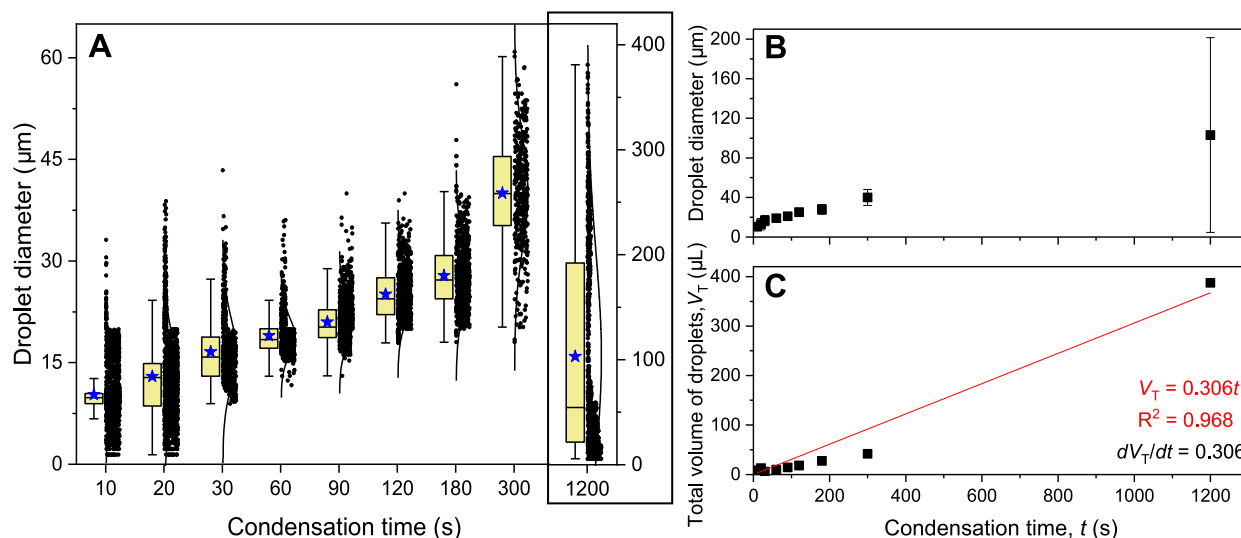 A
Droplet diameter (µm)
60
45
30
15
0
400
300
200
100
0
10 20 30 60 90 120 180 300 1200
Condensation time (s)
B
Droplet diameter (µm)
200
160
120
80
40
0
C
Total volume of droplets, V_T (µL)
400
300
200
100
0
V_T = 0.306t
R² = 0.968
dV_T/dt = 0.306
0 200 400 600 800 1000 1200
Condensation time, t (s)